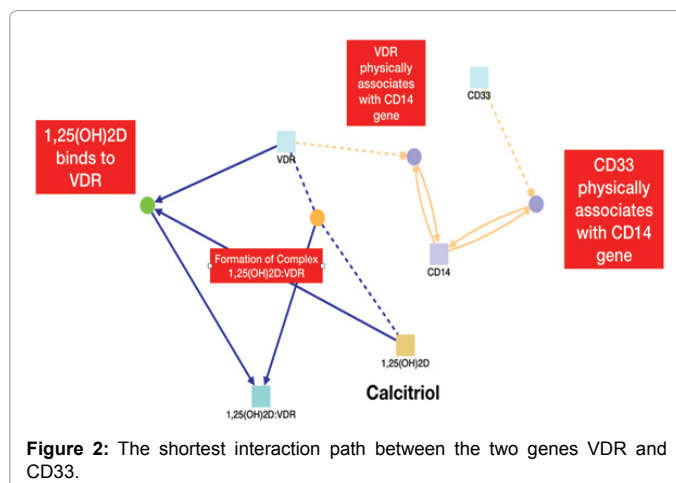 VDR
physically
associates
with CD14
gene
CD33
1,25(OH)2D
binds to
VDR
VDR
CD33
physically
associates
with CD14
gene
Formation of Complex
1,25(OH)2D:VDR
CD14
1,25(OH)2D
Calcitriol
1,25(OH)2D:VDR
Figure 2: The shortest interaction path between the two genes VDR and
CD33.